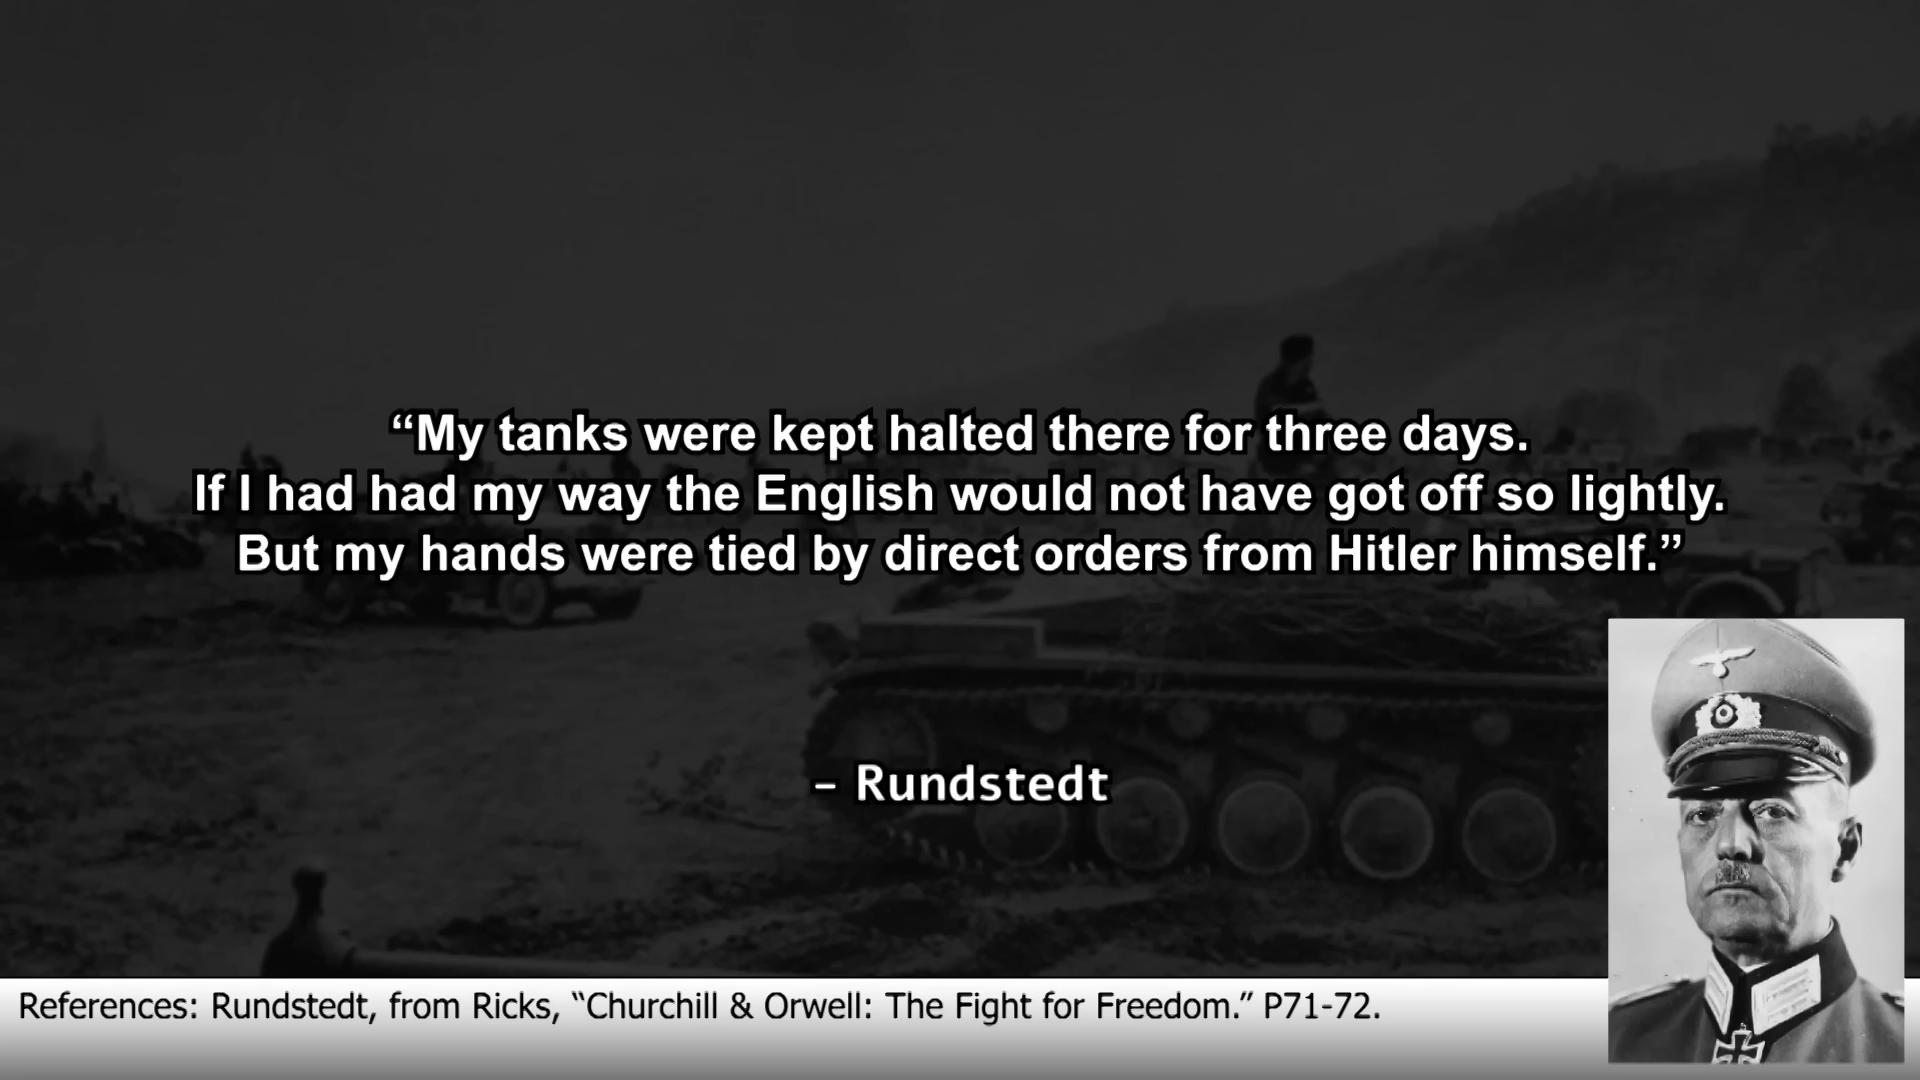 “My tanks were kept halted there for three days.
If I had had my way the English would not have got off so lightly.
But my hands were tied by direct orders from Hitler himself.”
– Rundstedt
References: Rundstedt, from Ricks, “Churchill & Orwell: The Fight for Freedom.” P71-72.